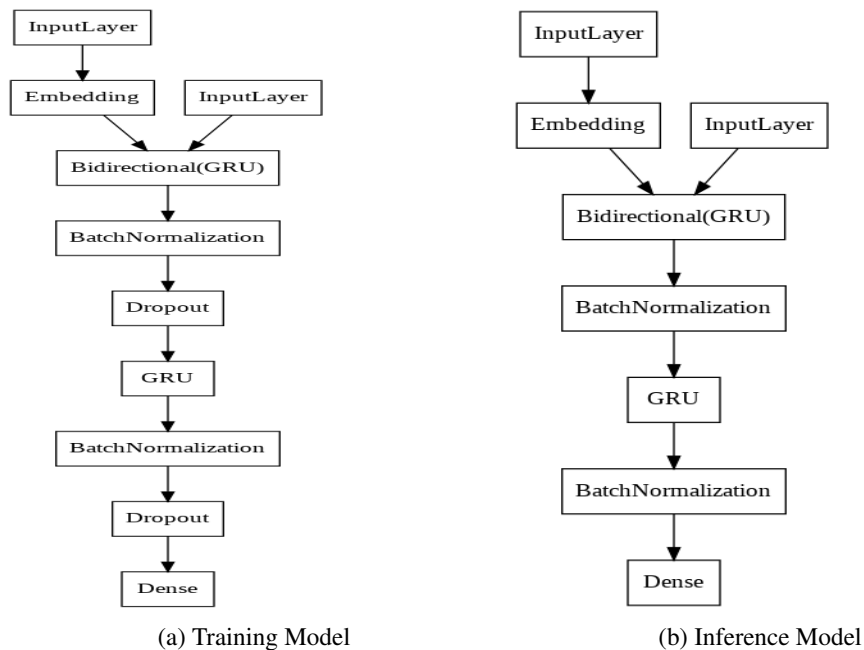 InputLayer
Embedding
InputLayer
Bidirectional(GRU)
BatchNormalization
Dropout
GRU
BatchNormalization
Dropout
Dense
(a) Training Model
InputLayer
Embedding
InputLayer
Bidirectional(GRU)
BatchNormalization
GRU
BatchNormalization
Dense
(b) Inference Model